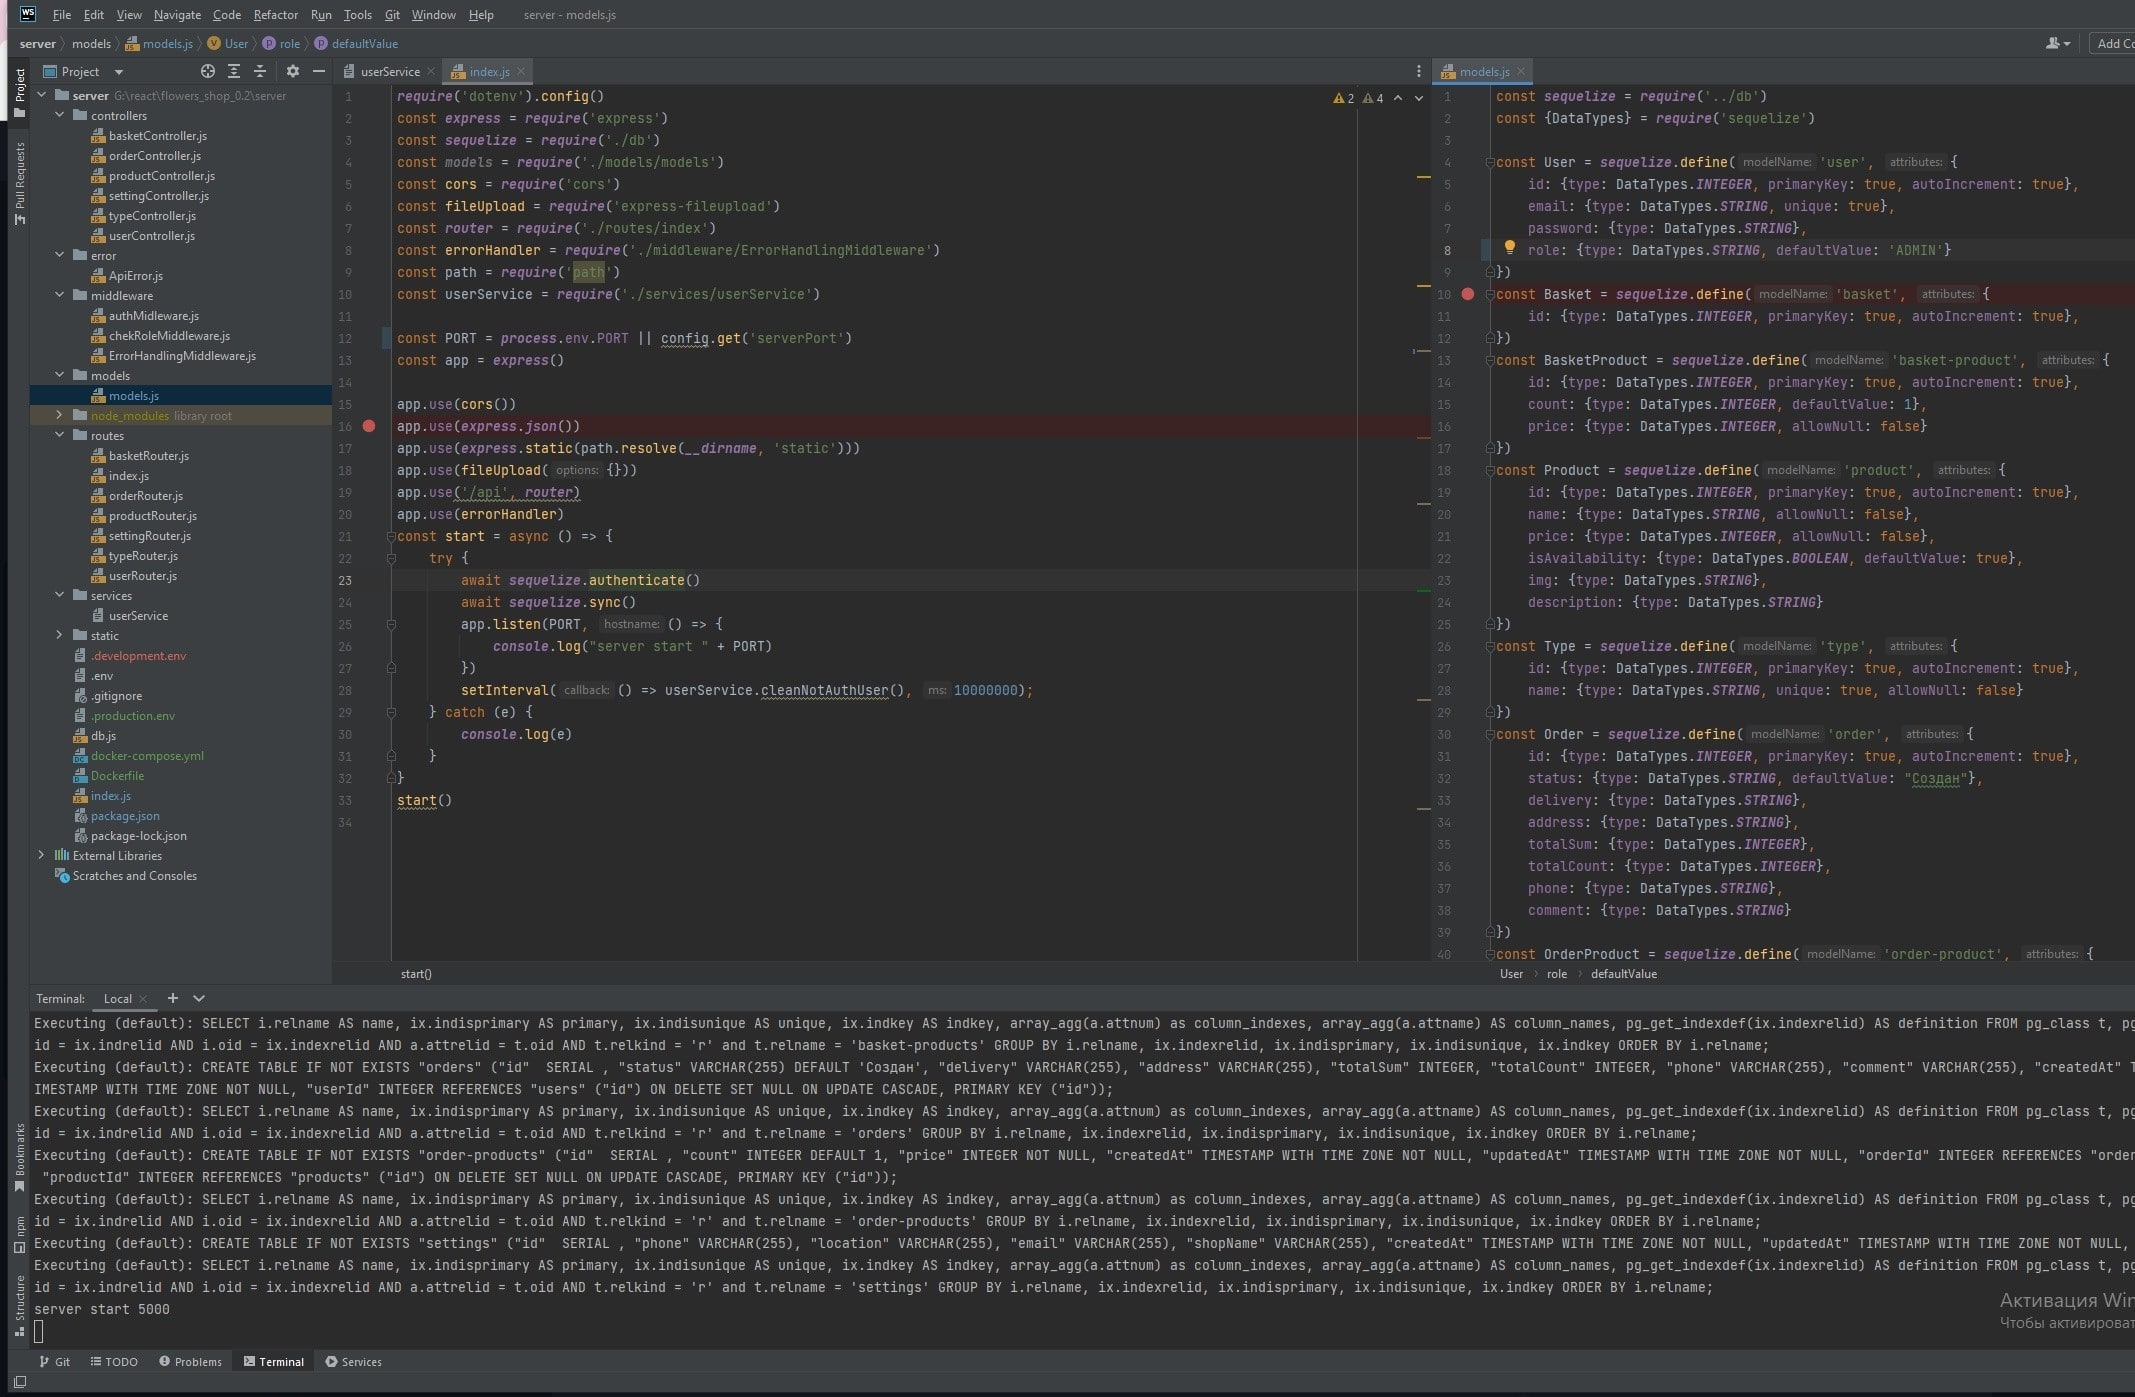 File Edit View Navigate Code Refactor Run Tools Git Window Help server - models.js
server models models.js User role defaultValue Add Co
Project
Pull Requests
Project
server G:\react\flowers_shop_0.2\server
controllers
basketController.js
orderController.js
productController.js
settingController.js
typeController.js
userController.js
error
ApiError.js
middleware
authMidleware.js
chekRoleMiddleware.js
ErrorHandlingMiddleware.js
models
models.js
node_modules library root
routes
basketRouter.js
index.js
orderRouter.js
productRouter.js
settingRouter.js
typeRouter.js
userRouter.js
services
userService
static
.development.env
.env
.gitignore
.production.env
db.js
docker-compose.yml
Dockerfile
index.js
package.json
package-lock.json
External Libraries
Scratches and Consoles
userService index.js
2 4
1 require('dotenv').config()
2 const express = require('express')
3 const sequelize = require('./db')
4 const models = require('./models/models')
5 const cors = require('cors')
6 const fileUpload = require('express-fileupload')
7 const router = require('./routes/index')
8 const errorHandler = require('./middleware/ErrorHandlingMiddleware')
9 const path = require('path')
10 const userService = require('./services/userService')
11
12 const PORT = process.env.PORT || config.get('serverPort')
13 const app = express()
14
15 app.use(cors())
16 app.use(express.json())
17 app.use(express.static(path.resolve(__dirname, 'static')))
18 app.use(fileUpload( options: {}))
19 app.use('/api', router)
20 app.use(errorHandler)
21 const start = async () => {
22 try {
23 await sequelize.authenticate()
24 await sequelize.sync()
25 app.listen(PORT, hostname: () => {
26 console.log("server start " + PORT)
27 })
28 setInterval( callback: () => userService.cleanNotAuthUser(), ms: 10000000);
29 } catch (e) {
30 console.log(e)
31 }
32 }
33 start()
34
start()
models.js
1 const sequelize = require('../db')
2 const {DataTypes} = require('sequelize')
3
4 const User = sequelize.define( modelName: 'user', attributes: {
5 id: {type: DataTypes.INTEGER, primaryKey: true, autoIncrement: true},
6 email: {type: DataTypes.STRING, unique: true},
7 password: {type: DataTypes.STRING},
8 role: {type: DataTypes.STRING, defaultValue: 'ADMIN'}
9 })
10 const Basket = sequelize.define( modelName: 'basket', attributes: {
11 id: {type: DataTypes.INTEGER, primaryKey: true, autoIncrement: true},
12 })
13 const BasketProduct = sequelize.define( modelName: 'basket-product', attributes: {
14 id: {type: DataTypes.INTEGER, primaryKey: true, autoIncrement: true},
15 count: {type: DataTypes.INTEGER, defaultValue: 1},
16 price: {type: DataTypes.INTEGER, allowNull: false}
17 })
18 const Product = sequelize.define( modelName: 'product', attributes: {
19 id: {type: DataTypes.INTEGER, primaryKey: true, autoIncrement: true},
20 name: {type: DataTypes.STRING, allowNull: false},
21 price: {type: DataTypes.INTEGER, allowNull: false},
22 isAvailability: {type: DataTypes.BOOLEAN, defaultValue: true},
23 img: {type: DataTypes.STRING},
24 description: {type: DataTypes.STRING}
25 })
26 const Type = sequelize.define( modelName: 'type', attributes: {
27 id: {type: DataTypes.INTEGER, primaryKey: true, autoIncrement: true},
28 name: {type: DataTypes.STRING, unique: true, allowNull: false}
29 })
30 const Order = sequelize.define( modelName: 'order', attributes: {
31 id: {type: DataTypes.INTEGER, primaryKey: true, autoIncrement: true},
32 status: {type: DataTypes.STRING, defaultValue: "Создан"},
33 delivery: {type: DataTypes.STRING},
34 address: {type: DataTypes.STRING},
35 totalSum: {type: DataTypes.INTEGER},
36 totalCount: {type: DataTypes.INTEGER},
37 phone: {type: DataTypes.STRING},
38 comment: {type: DataTypes.STRING}
39 })
40 const OrderProduct = sequelize.define( modelName: 'order-product', attributes: {
User role defaultValue
Terminal: Local
Executing (default): SELECT i.relname AS name, ix.indisprimary AS primary, ix.indisunique AS unique, ix.indkey AS indkey, array_agg(a.attnum) as column_indexes, array_agg(a.attname) AS column_names, pg_get_indexdef(ix.indexrelid) AS definition FROM pg_class t, pg
id = ix.indrelid AND i.oid = ix.indexrelid AND a.attrelid = t.oid AND t.relkind = 'r' and t.relname = 'basket-products' GROUP BY i.relname, ix.indexrelid, ix.indisprimary, ix.indisunique, ix.indkey ORDER BY i.relname;
Executing (default): CREATE TABLE IF NOT EXISTS "orders" ("id" SERIAL , "status" VARCHAR(255) DEFAULT 'Создан', "delivery" VARCHAR(255), "address" VARCHAR(255), "totalSum" INTEGER, "totalCount" INTEGER, "phone" VARCHAR(255), "comment" VARCHAR(255), "createdAt" T
IMESTAMP WITH TIME ZONE NOT NULL, "userId" INTEGER REFERENCES "users" ("id") ON DELETE SET NULL ON UPDATE CASCADE, PRIMARY KEY ("id"));
Executing (default): SELECT i.relname AS name, ix.indisprimary AS primary, ix.indisunique AS unique, ix.indkey AS indkey, array_agg(a.attnum) as column_indexes, array_agg(a.attname) AS column_names, pg_get_indexdef(ix.indexrelid) AS definition FROM pg_class t, pg
id = ix.indrelid AND i.oid = ix.indexrelid AND a.attrelid = t.oid AND t.relkind = 'r' and t.relname = 'orders' GROUP BY i.relname, ix.indexrelid, ix.indisprimary, ix.indisunique, ix.indkey ORDER BY i.relname;
Executing (default): CREATE TABLE IF NOT EXISTS "order-products" ("id" SERIAL , "count" INTEGER DEFAULT 1, "price" INTEGER NOT NULL, "createdAt" TIMESTAMP WITH TIME ZONE NOT NULL, "updatedAt" TIMESTAMP WITH TIME ZONE NOT NULL, "orderId" INTEGER REFERENCES "order
"productId" INTEGER REFERENCES "products" ("id") ON DELETE SET NULL ON UPDATE CASCADE, PRIMARY KEY ("id"));
Executing (default): SELECT i.relname AS name, ix.indisprimary AS primary, ix.indisunique AS unique, ix.indkey AS indkey, array_agg(a.attnum) as column_indexes, array_agg(a.attname) AS column_names, pg_get_indexdef(ix.indexrelid) AS definition FROM pg_class t, pg
id = ix.indrelid AND i.oid = ix.indexrelid AND a.attrelid = t.oid AND t.relkind = 'r' and t.relname = 'order-products' GROUP BY i.relname, ix.indexrelid, ix.indisprimary, ix.indisunique, ix.indkey ORDER BY i.relname;
Executing (default): CREATE TABLE IF NOT EXISTS "settings" ("id" SERIAL , "phone" VARCHAR(255), "location" VARCHAR(255), "email" VARCHAR(255), "shopName" VARCHAR(255), "createdAt" TIMESTAMP WITH TIME ZONE NOT NULL, "updatedAt" TIMESTAMP WITH TIME ZONE NOT NULL,
Executing (default): SELECT i.relname AS name, ix.indisprimary AS primary, ix.indisunique AS unique, ix.indkey AS indkey, array_agg(a.attnum) as column_indexes, array_agg(a.attname) AS column_names, pg_get_indexdef(ix.indexrelid) AS definition FROM pg_class t, pg
id = ix.indrelid AND i.oid = ix.indexrelid AND a.attrelid = t.oid AND t.relkind = 'r' and t.relname = 'settings' GROUP BY i.relname, ix.indexrelid, ix.indisprimary, ix.indisunique, ix.indkey ORDER BY i.relname;
server start 5000
Активация Win
Чтобы активироват
Bookmarks
npm
Structure
Git TODO Problems Terminal Services